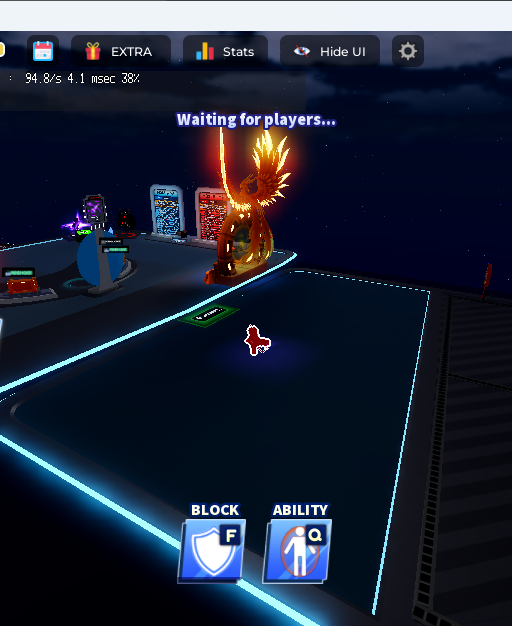 EXTRA
Stats
Hide UI
: 94.8/s 4.1 msec 38%
Waiting for players...
BLOCK
ABILITY
F
Q